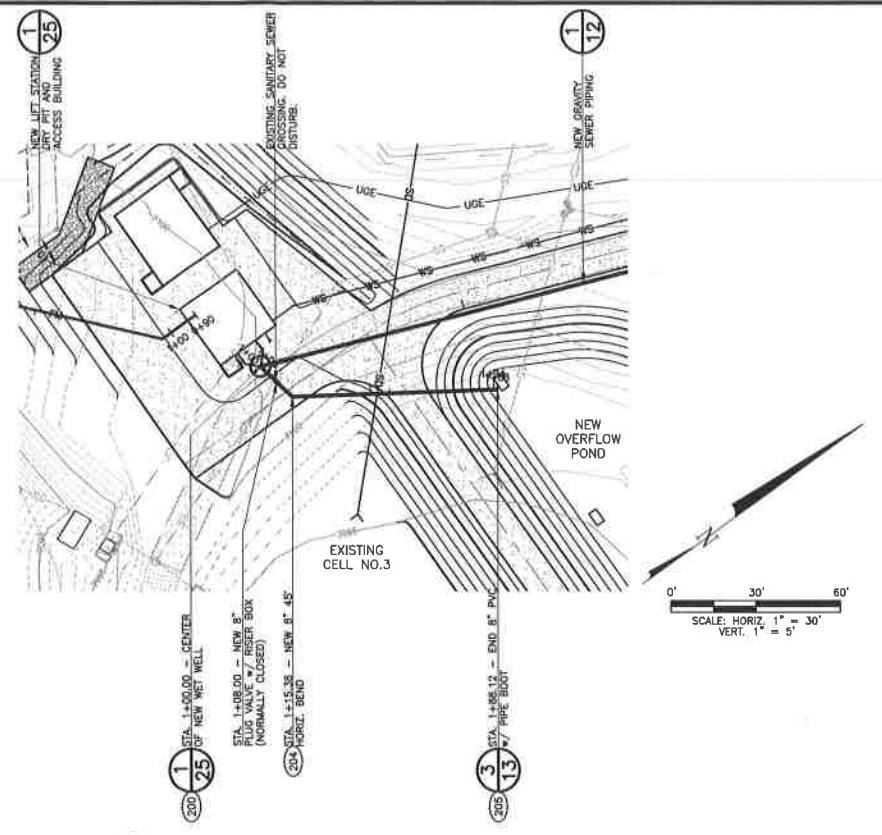 1
25
NEW LIFT STATION
DRY PIT AND
ACCESS BUILDING
EXISTING SANITARY SEWER
CROSSING. DO NOT
DISTURB.
1
12
NEW GRAVITY
SEWER PIPING
UGE
UGE
UGE
SD
WS
WS
WS
WS
WS
WS
FM
1+00
0+90
SD
NEW
OVERFLOW
POND
EXISTING
CELL NO.3
N
0'
30'
60'
SCALE: HORIZ. 1" = 30'
VERT. 1" = 5'
STA. 1+00.00 - CENTER
OF NEW WET WELL
1
25
200
STA. 1+08.00 - NEW 8"
PLUG VALVE w/ RISER BOX
(NORMALLY CLOSED)
STA. 1+15.38 - NEW 8" 45°
HORIZ. BEND
204
STA. 1+88.12 - END 8" PVC
w/ PIPE BOOT
3
13
205